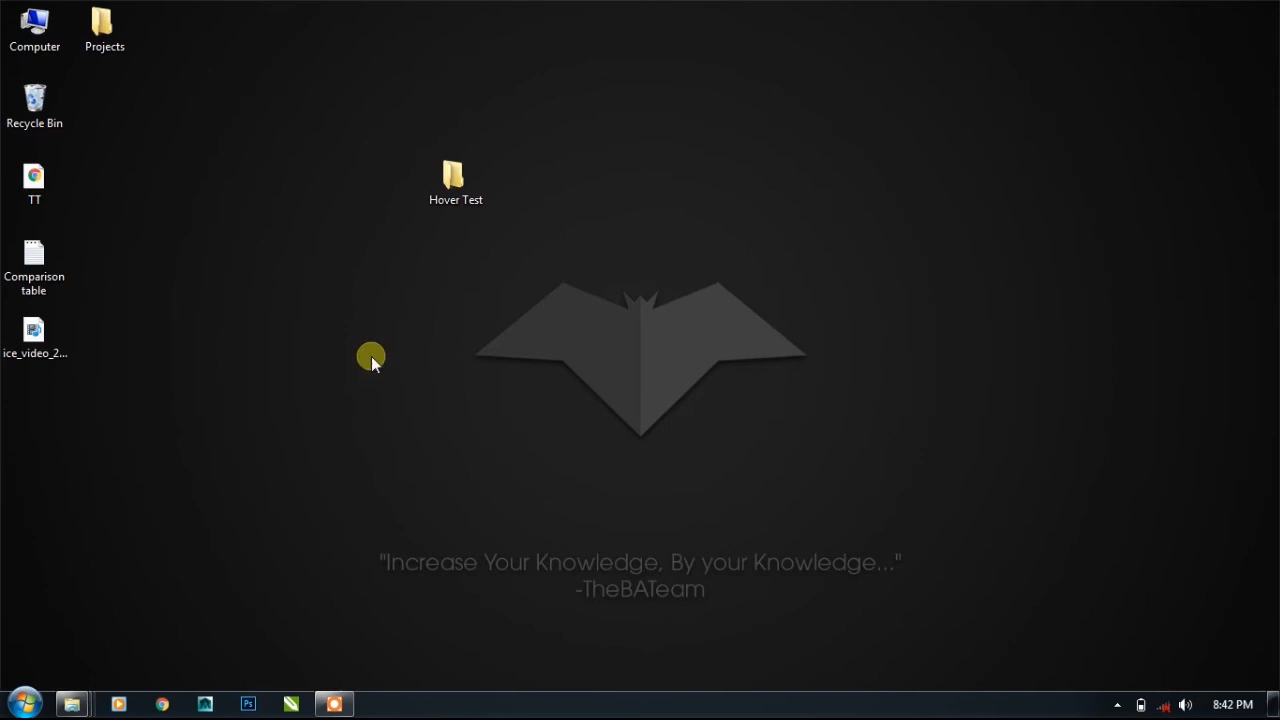 Computer
Projects
Recycle Bin
TT
Hover Test
Comparison
table
ice_video_2...
"Increase Your Knowledge, By your Knowledge..."
-TheBATeam
Ps
8:42 PM